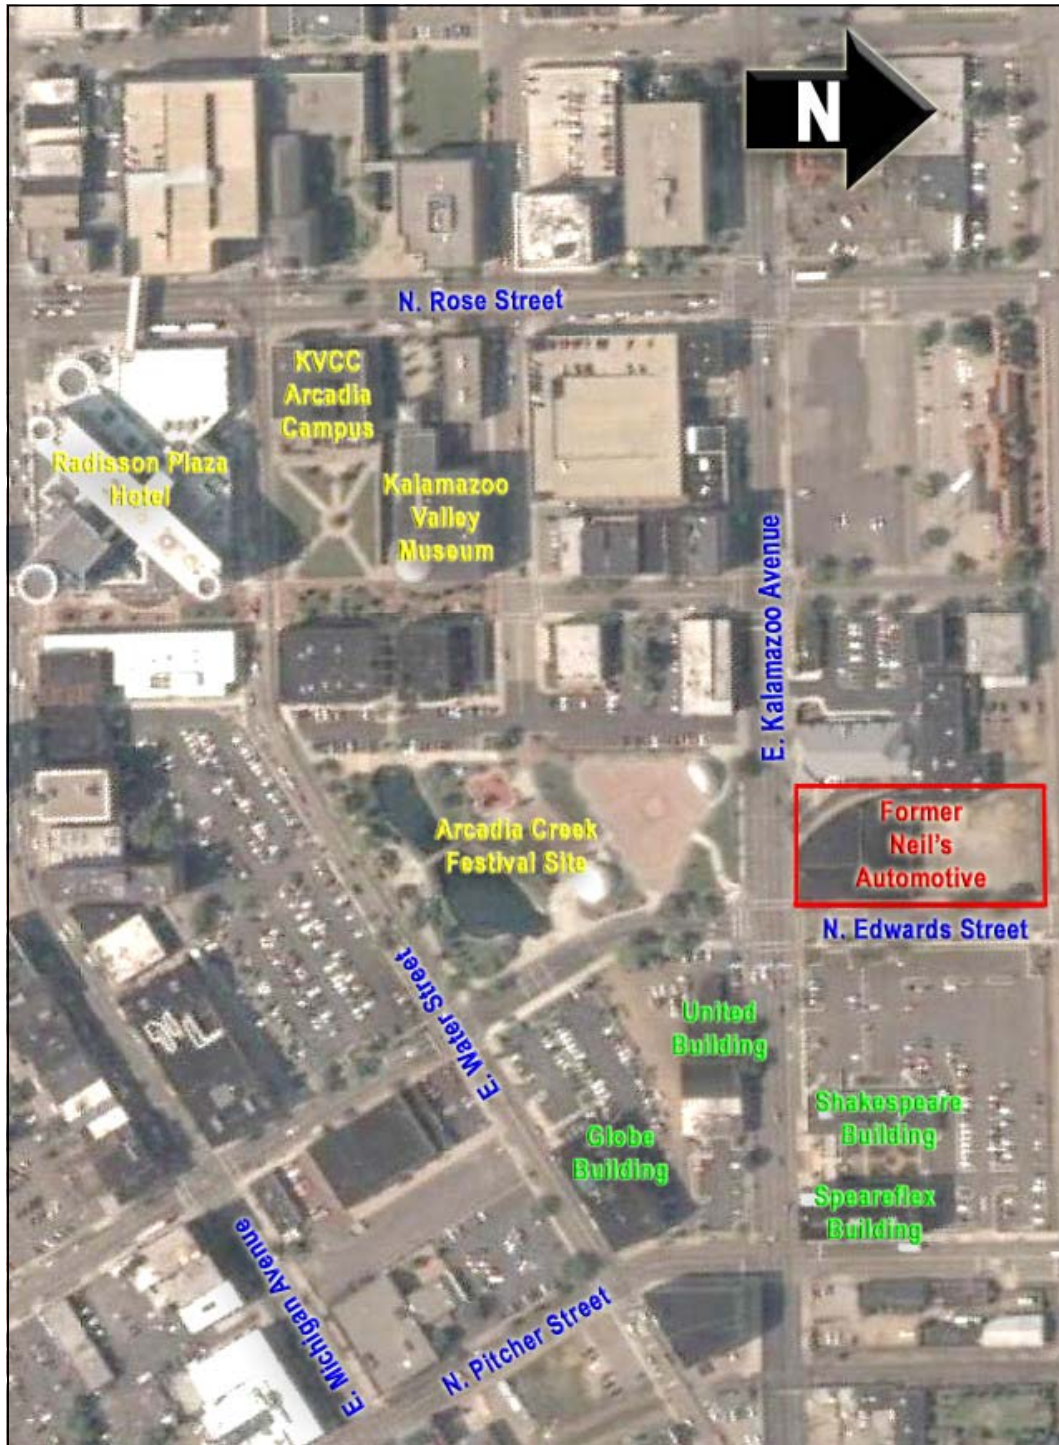 N
N. Rose Street
KVCC
Arcadia
Campus
Radisson Plaza
Hotel
Kalamazoo
Valley
Museum
E. Kalamazoo Avenue
Former
Neil's
Automotive
Arcadia Creek
Festival Site
N. Edwards Street
E. Water Street
United
Building
Shakespeare
Building
Globe
Building
Speareflex
Building
E. Michigan Avenue
N. Pitcher Street